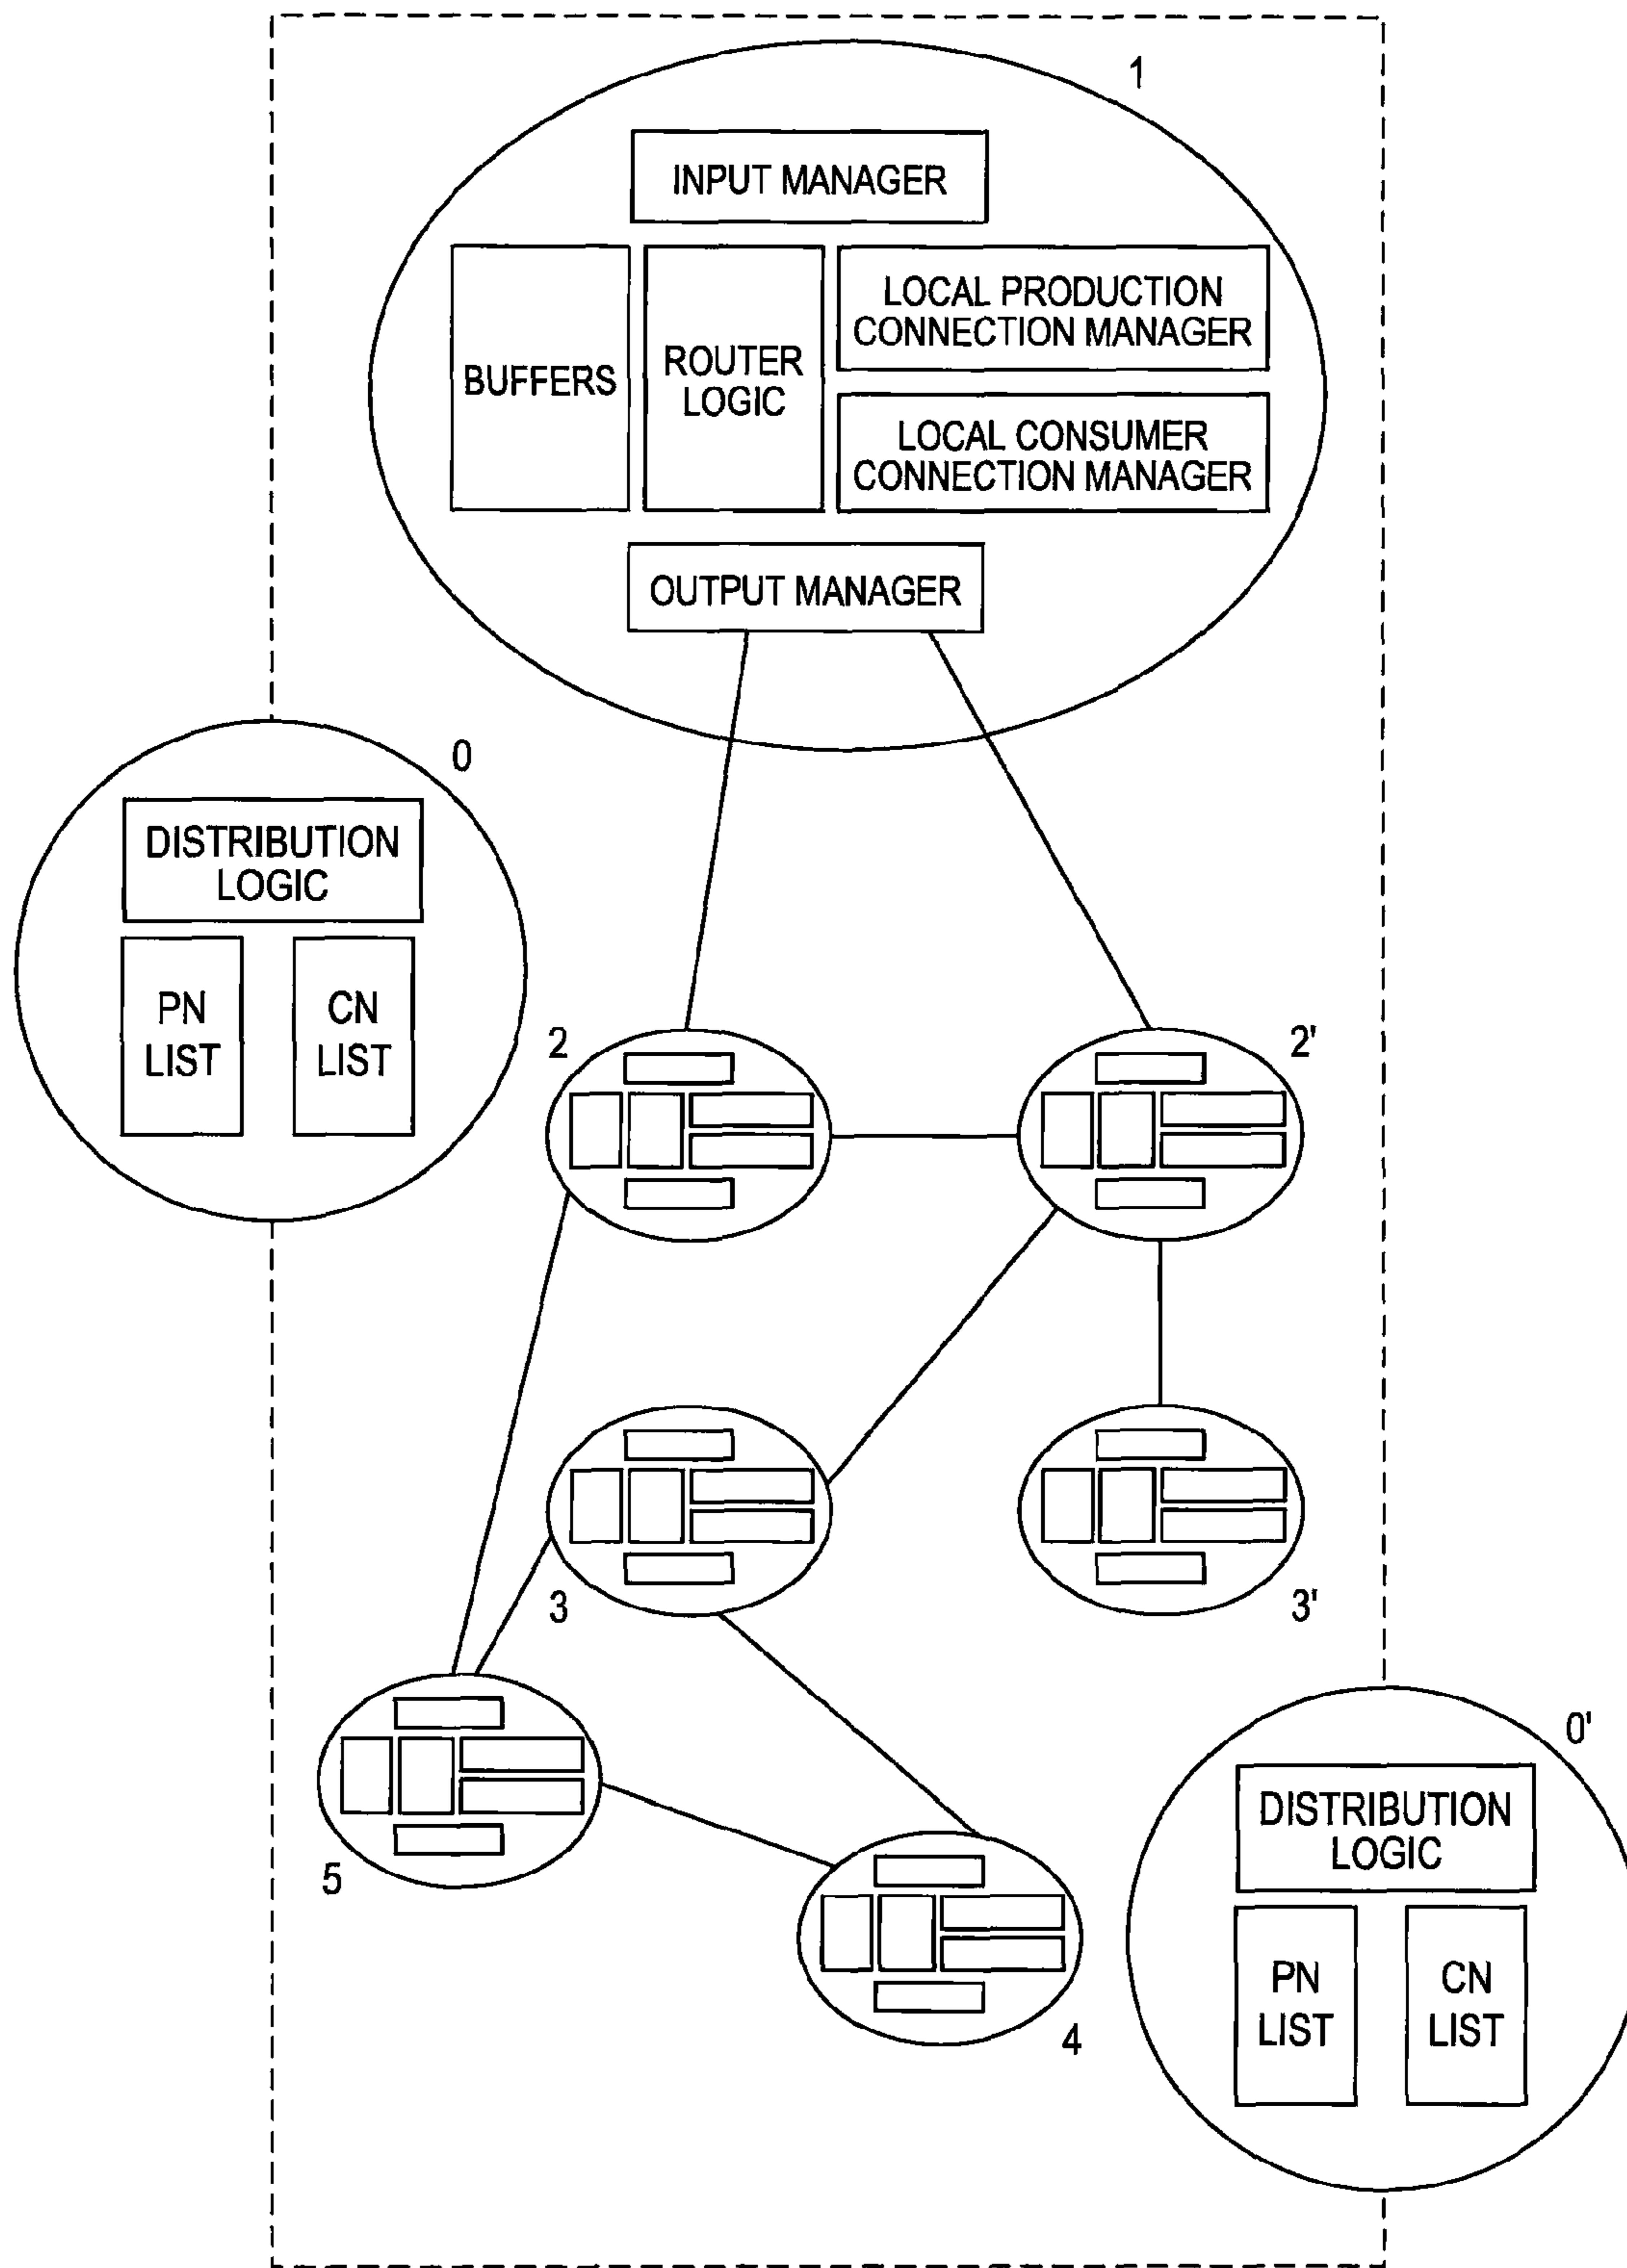 1
INPUT MANAGER
BUFFERS
ROUTER
LOGIC
LOCAL PRODUCTION
CONNECTION MANAGER
LOCAL CONSUMER
CONNECTION MANAGER
OUTPUT MANAGER
0
DISTRIBUTION
LOGIC
PN
LIST
CN
LIST
2
2'
3
3'
5
4
0'
DISTRIBUTION
LOGIC
PN
LIST
CN
LIST